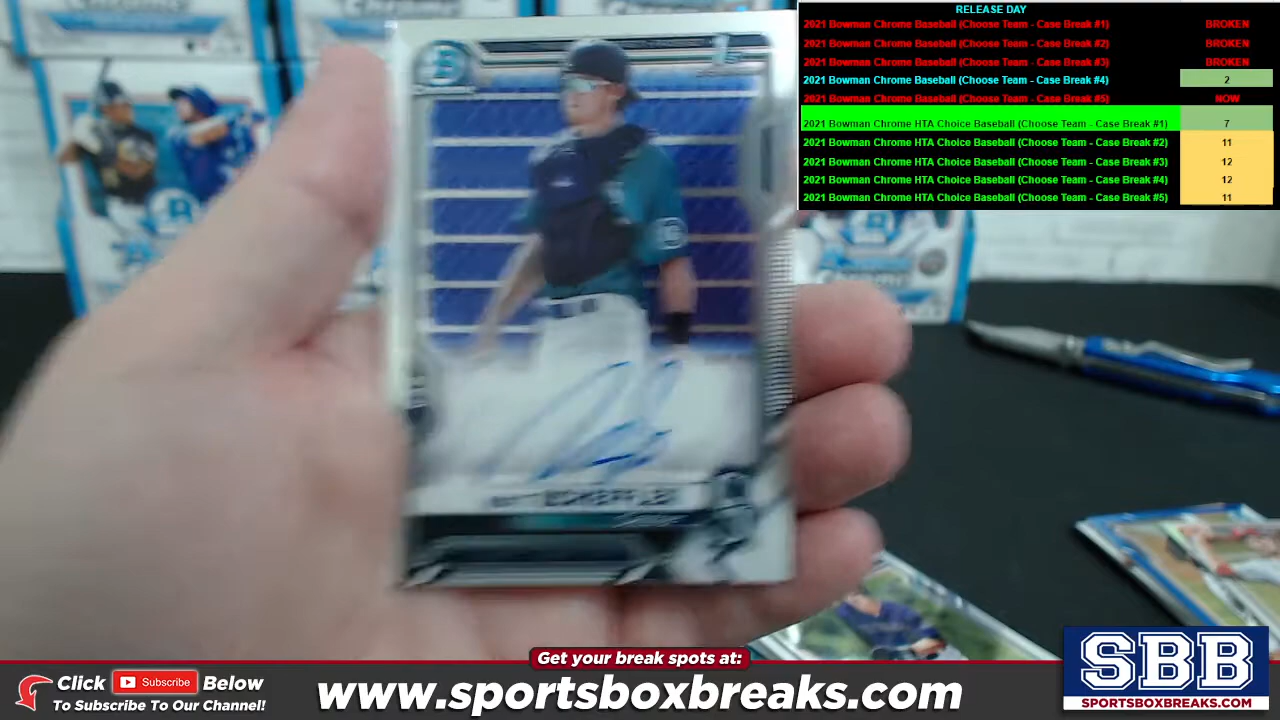 RELEASE DAY
2021 Bowman Chrome Baseball (Choose Team - Case Break #1) BROKEN
2021 Bowman Chrome Baseball (Choose Team - Case Break #2) BROKEN
2021 Bowman Chrome Baseball (Choose Team - Case Break #3) BROKEN
2021 Bowman Chrome Baseball (Choose Team - Case Break #4) 2
2021 Bowman Chrome Baseball (Choose Team - Case Break #5) NOW
2021 Bowman Chrome HTA Choice Baseball (Choose Team - Case Break #1) 7
2021 Bowman Chrome HTA Choice Baseball (Choose Team - Case Break #2) 11
2021 Bowman Chrome HTA Choice Baseball (Choose Team - Case Break #3) 12
2021 Bowman Chrome HTA Choice Baseball (Choose Team - Case Break #4) 12
2021 Bowman Chrome HTA Choice Baseball (Choose Team - Case Break #5) 11
B
1st
Get your break spots at:
Click Subscribe Below
To Subscribe To Our Channel!
www.sportsboxbreaks.com
SBB
SPORTSBOXBREAKS.COM